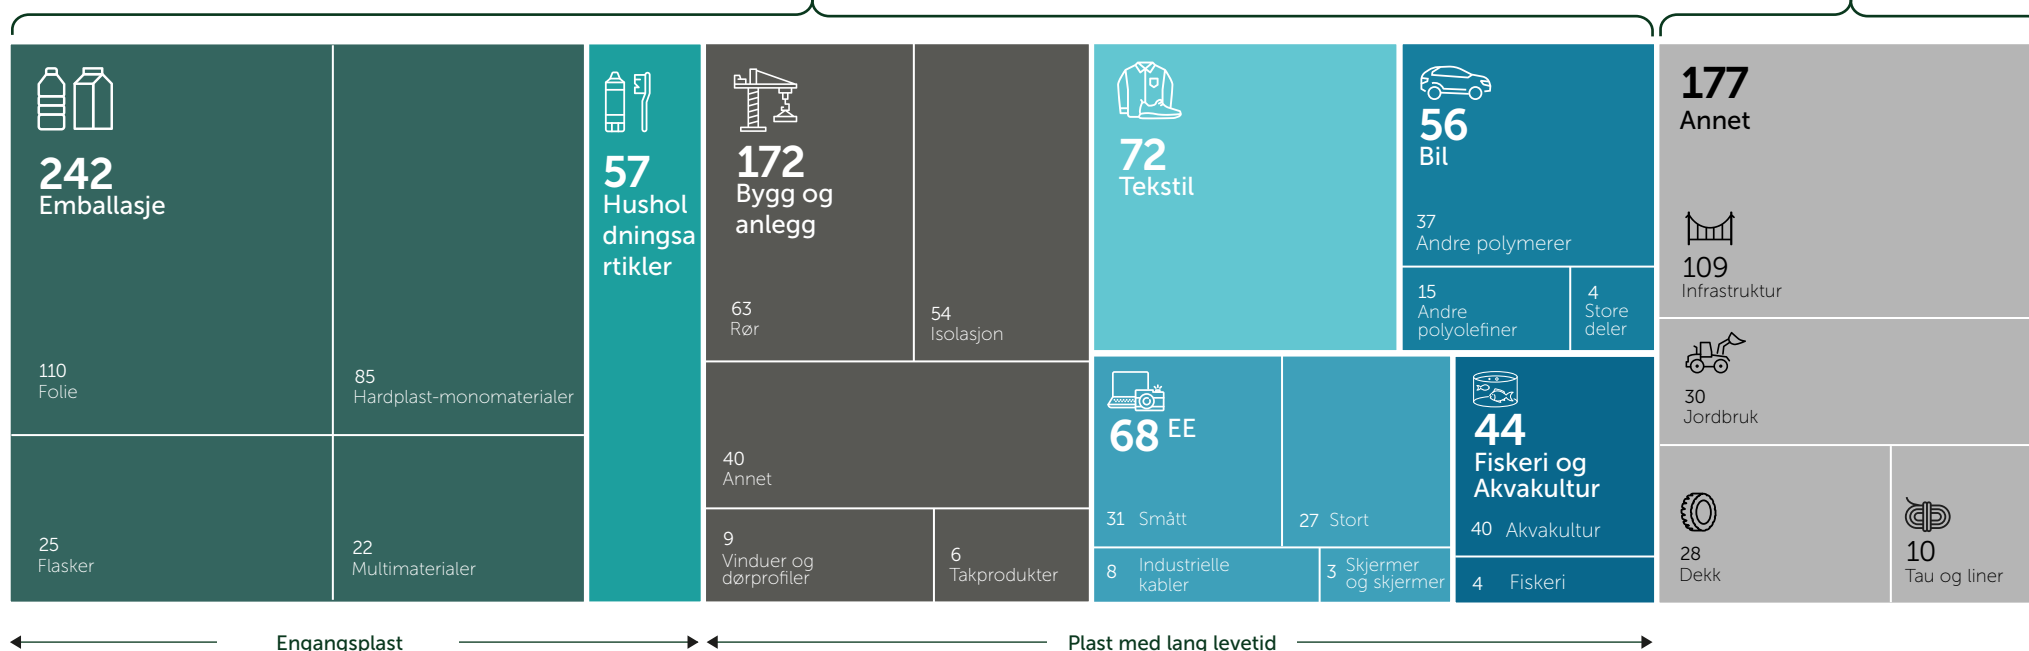 242
Emballasje
110
Folie
85
Hardplast-monomaterialer
25
Flasker
22
Multimaterialer
57
Hushol
dningsa
rtikler
172
Bygg og
anlegg
63
Rør
54
Isolasjon
40
Annet
9
Vinduer og
dørprofiler
6
Takprodukter
72
Tekstil
56
Bil
37
Andre polymerer
15
Andre
polyolefiner
4
Store
deler
68 EE
31 Smått
27 Stort
8 Industrielle
kabler
3 Skjermer
og skjermer
44
Fiskeri og
Akvakultur
40 Akvakultur
4 Fiskeri
177
Annet
109
Infrastruktur
30
Jordbruk
28
Dekk
10
Tau og liner
Engangsplast
Plast med lang levetid